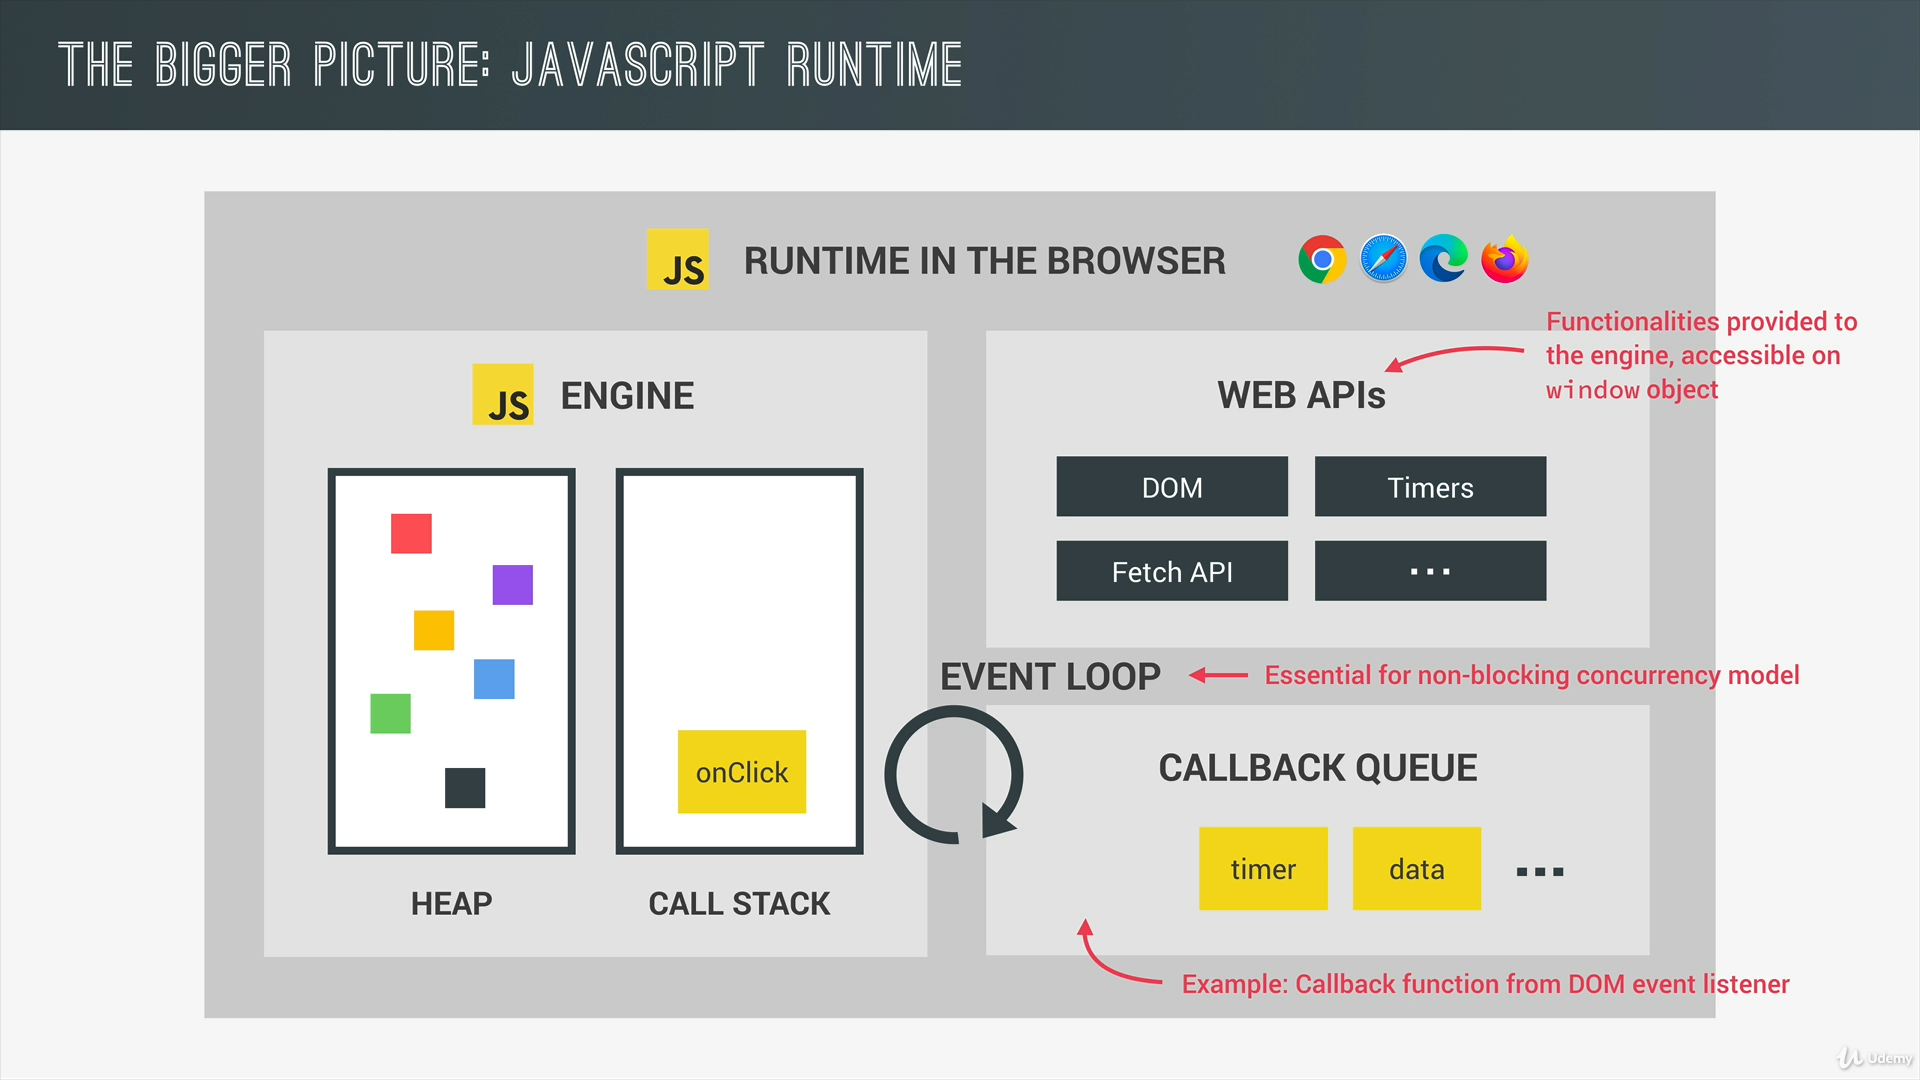 THE BIGGER PICTURE: JAVASCRIPT RUNTIME
JS RUNTIME IN THE BROWSER
Functionalities provided to
the engine, accessible on
window object
JS ENGINE
WEB APIs
DOM
Timers
Fetch API
...
EVENT LOOP
Essential for non-blocking concurrency model
onClick
CALLBACK QUEUE
timer
data
...
HEAP
CALL STACK
Example: Callback function from DOM event listener
Udemy